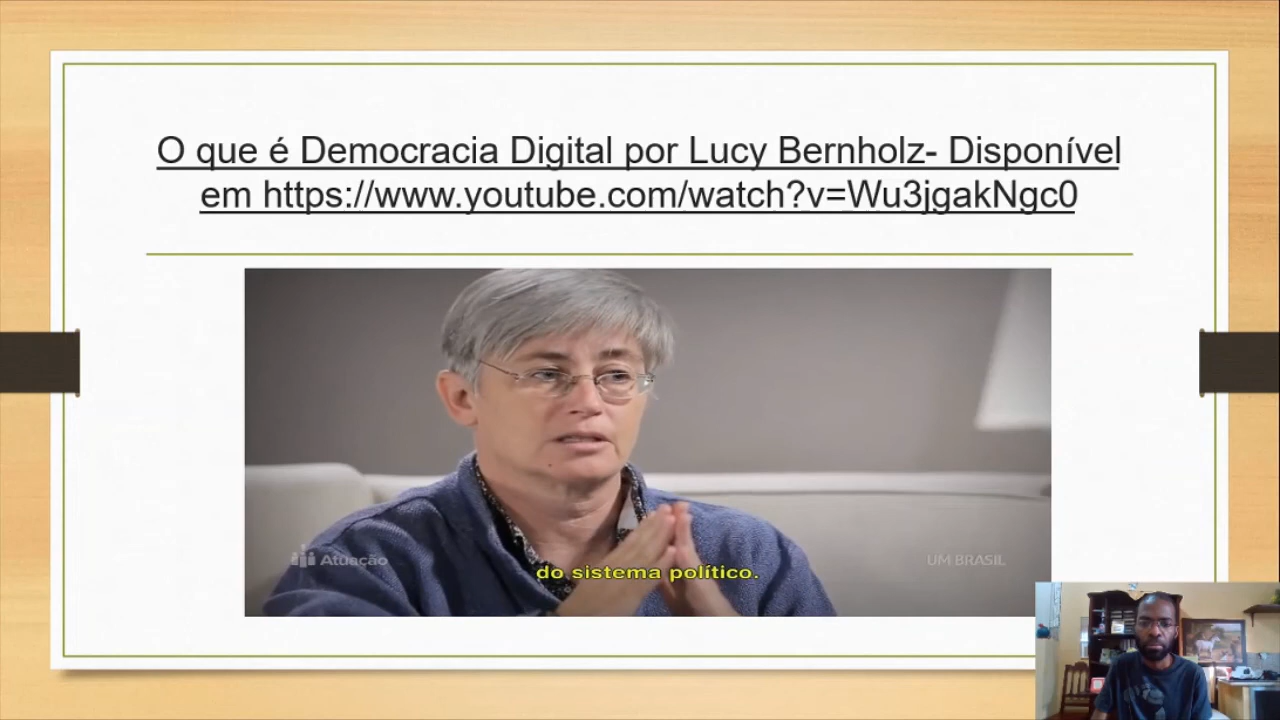 O que é Democracia Digital por Lucy Bernholz- Disponível
em https://www.youtube.com/watch?v=Wu3jgakNgc0
Atuação
UM BRASIL
do sistema político.